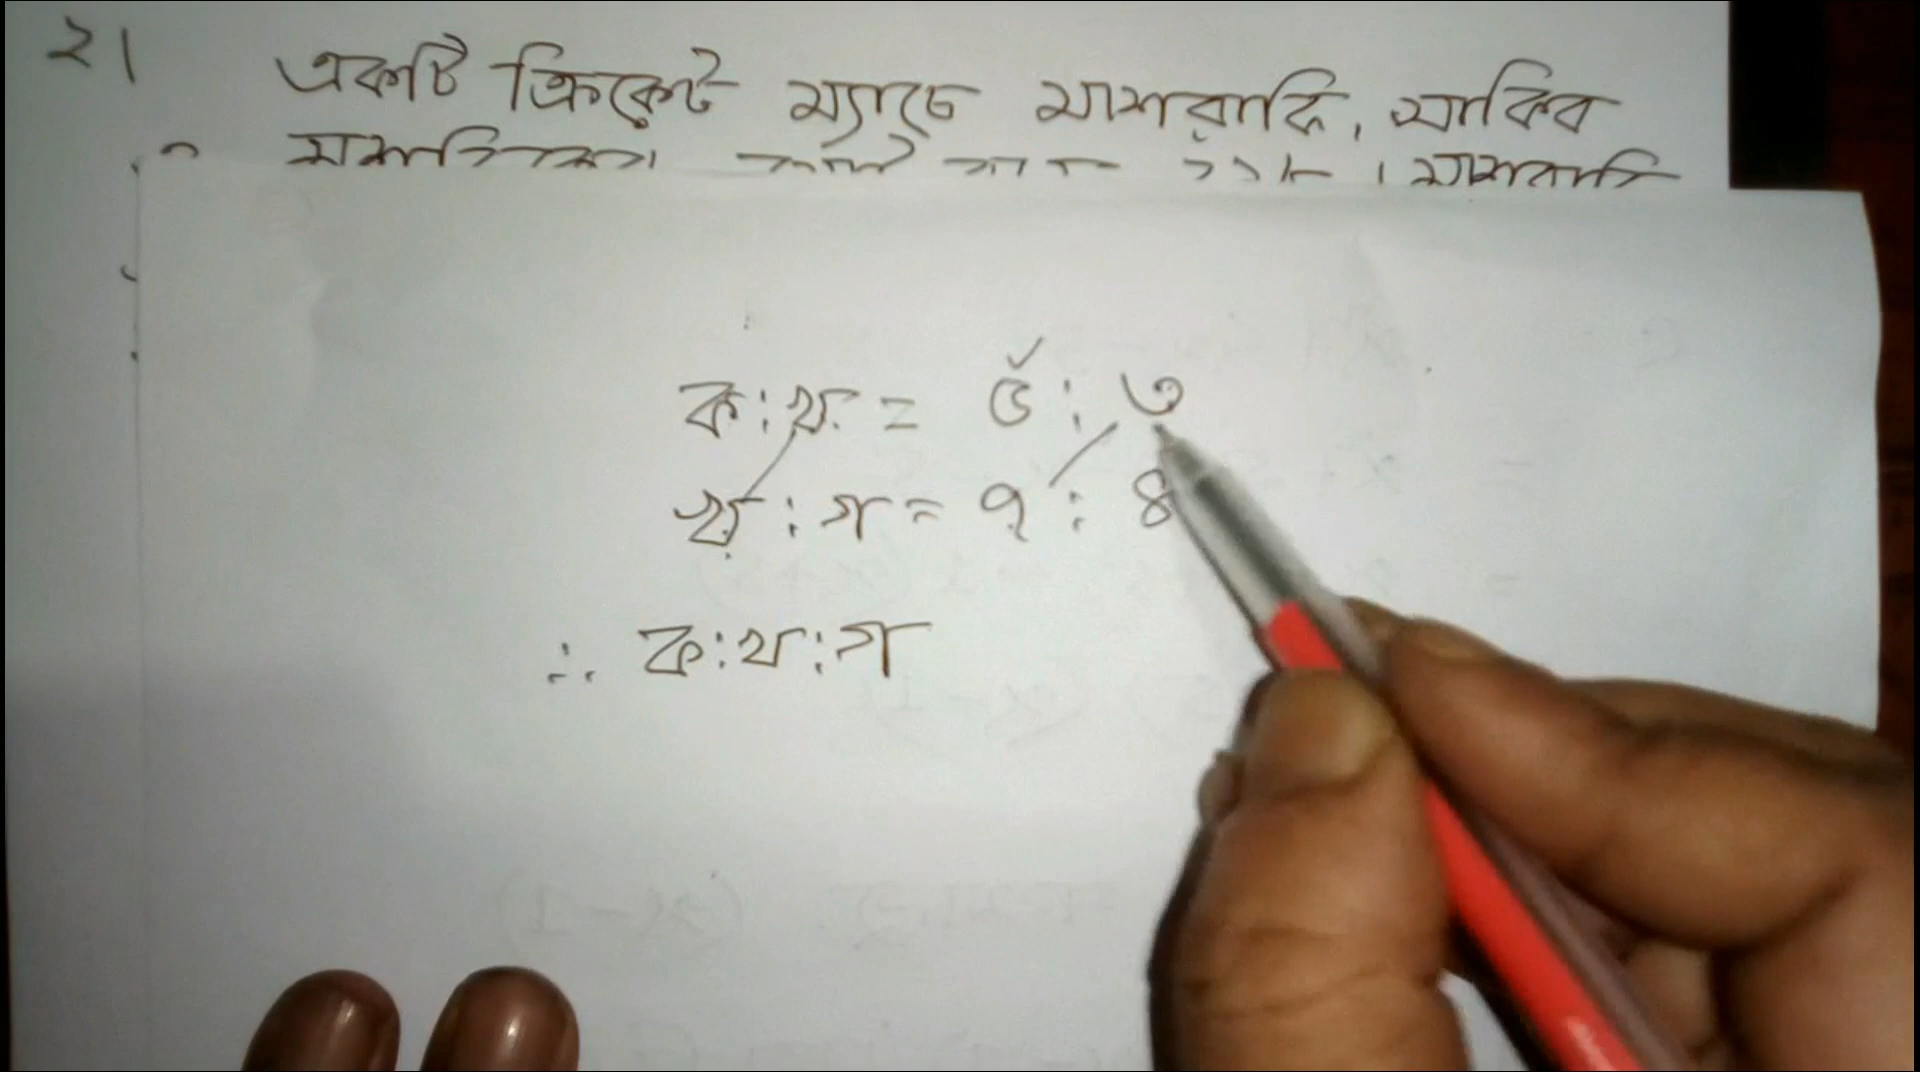 ২। একটি ক্রিকেট ম্যাচে মাশরাফি, সাকিব
ক:খ = ৫ : ৩
খ : গ = ৭ : ৪
∴ ক:খ:গ